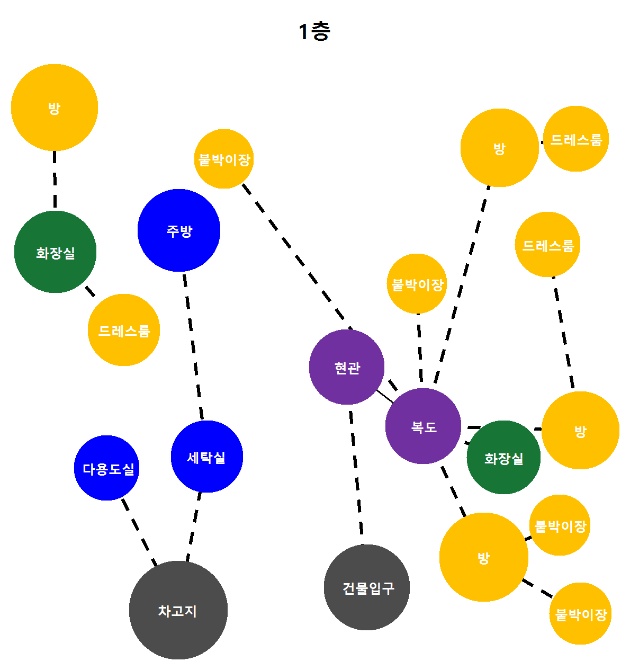 1층
방
붙박이장
방
드레스룸
화장실
주방
드레스룸
붙박이장
드레스룸
현관
복도
방
화장실
다용도실
세탁실
붙박이장
방
차고지
건물입구
붙박이장